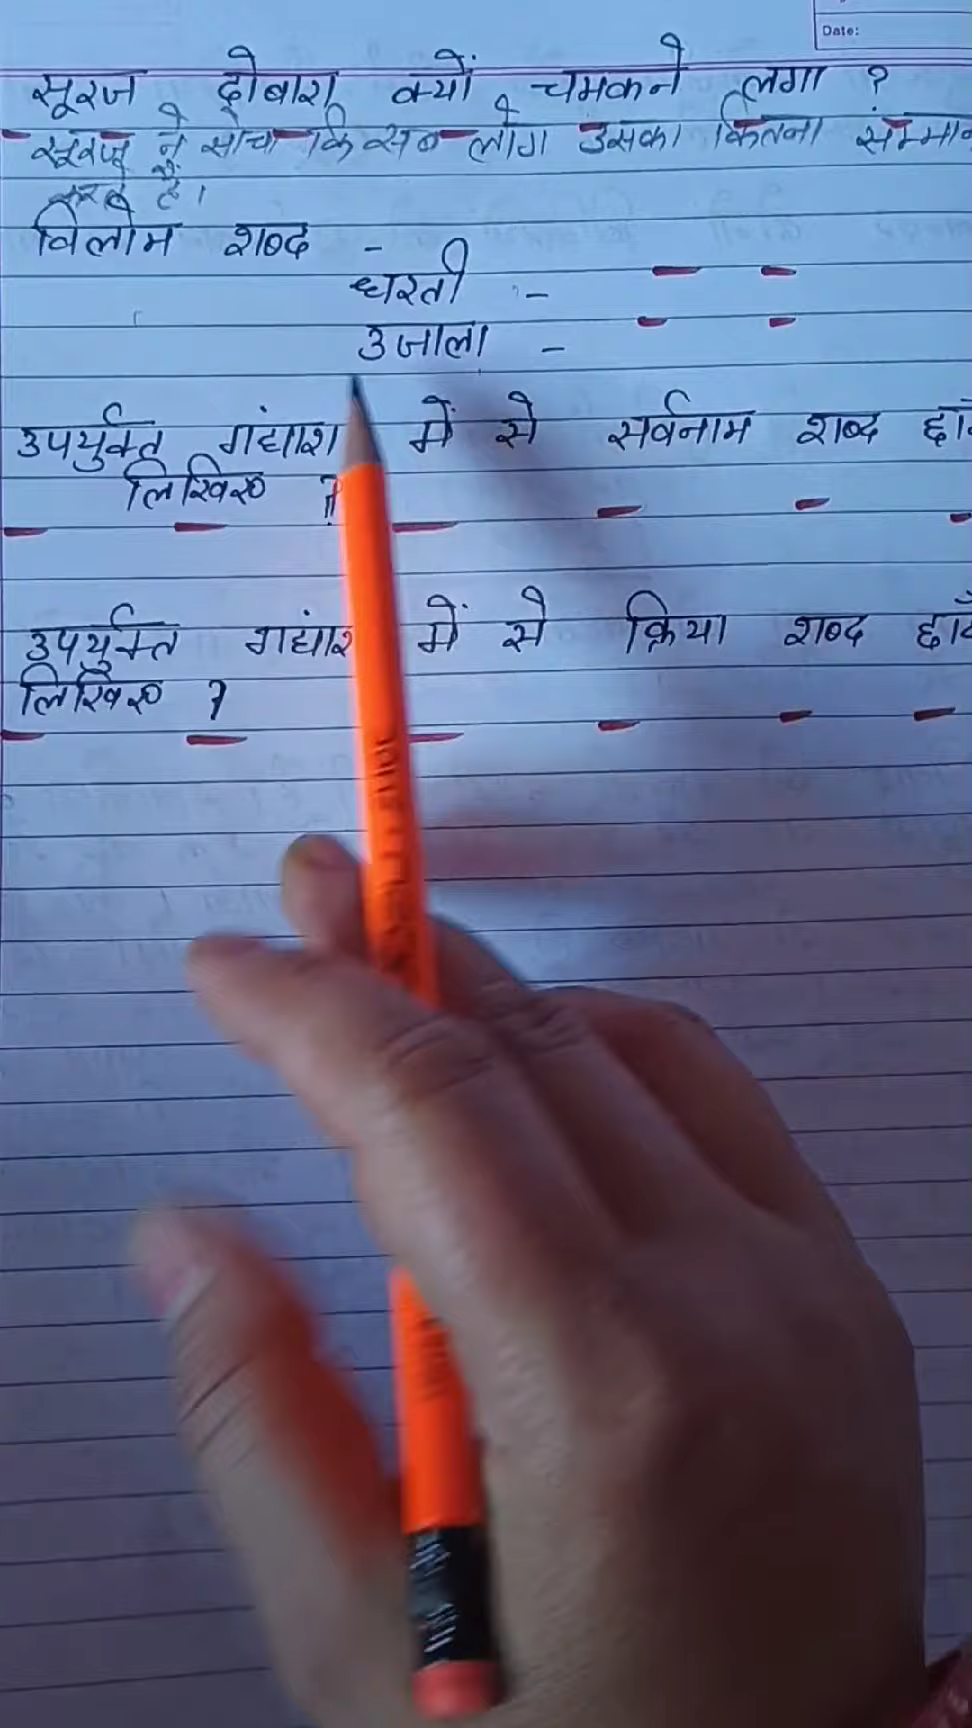 Date:
सूरज दोबारा क्यों चमकने लगा ?
सूरज ने सोचा कि सब लोग उसका कितना सम्मान
करते हैं।
विलोम शब्द -
धरती -
उजाला -
उपर्युक्त गंद्याश में से सर्वनाम शब्द
लिखिए ?
उपर्युक्त गद्यांश में से क्रिया शब्द
लिखिए ?